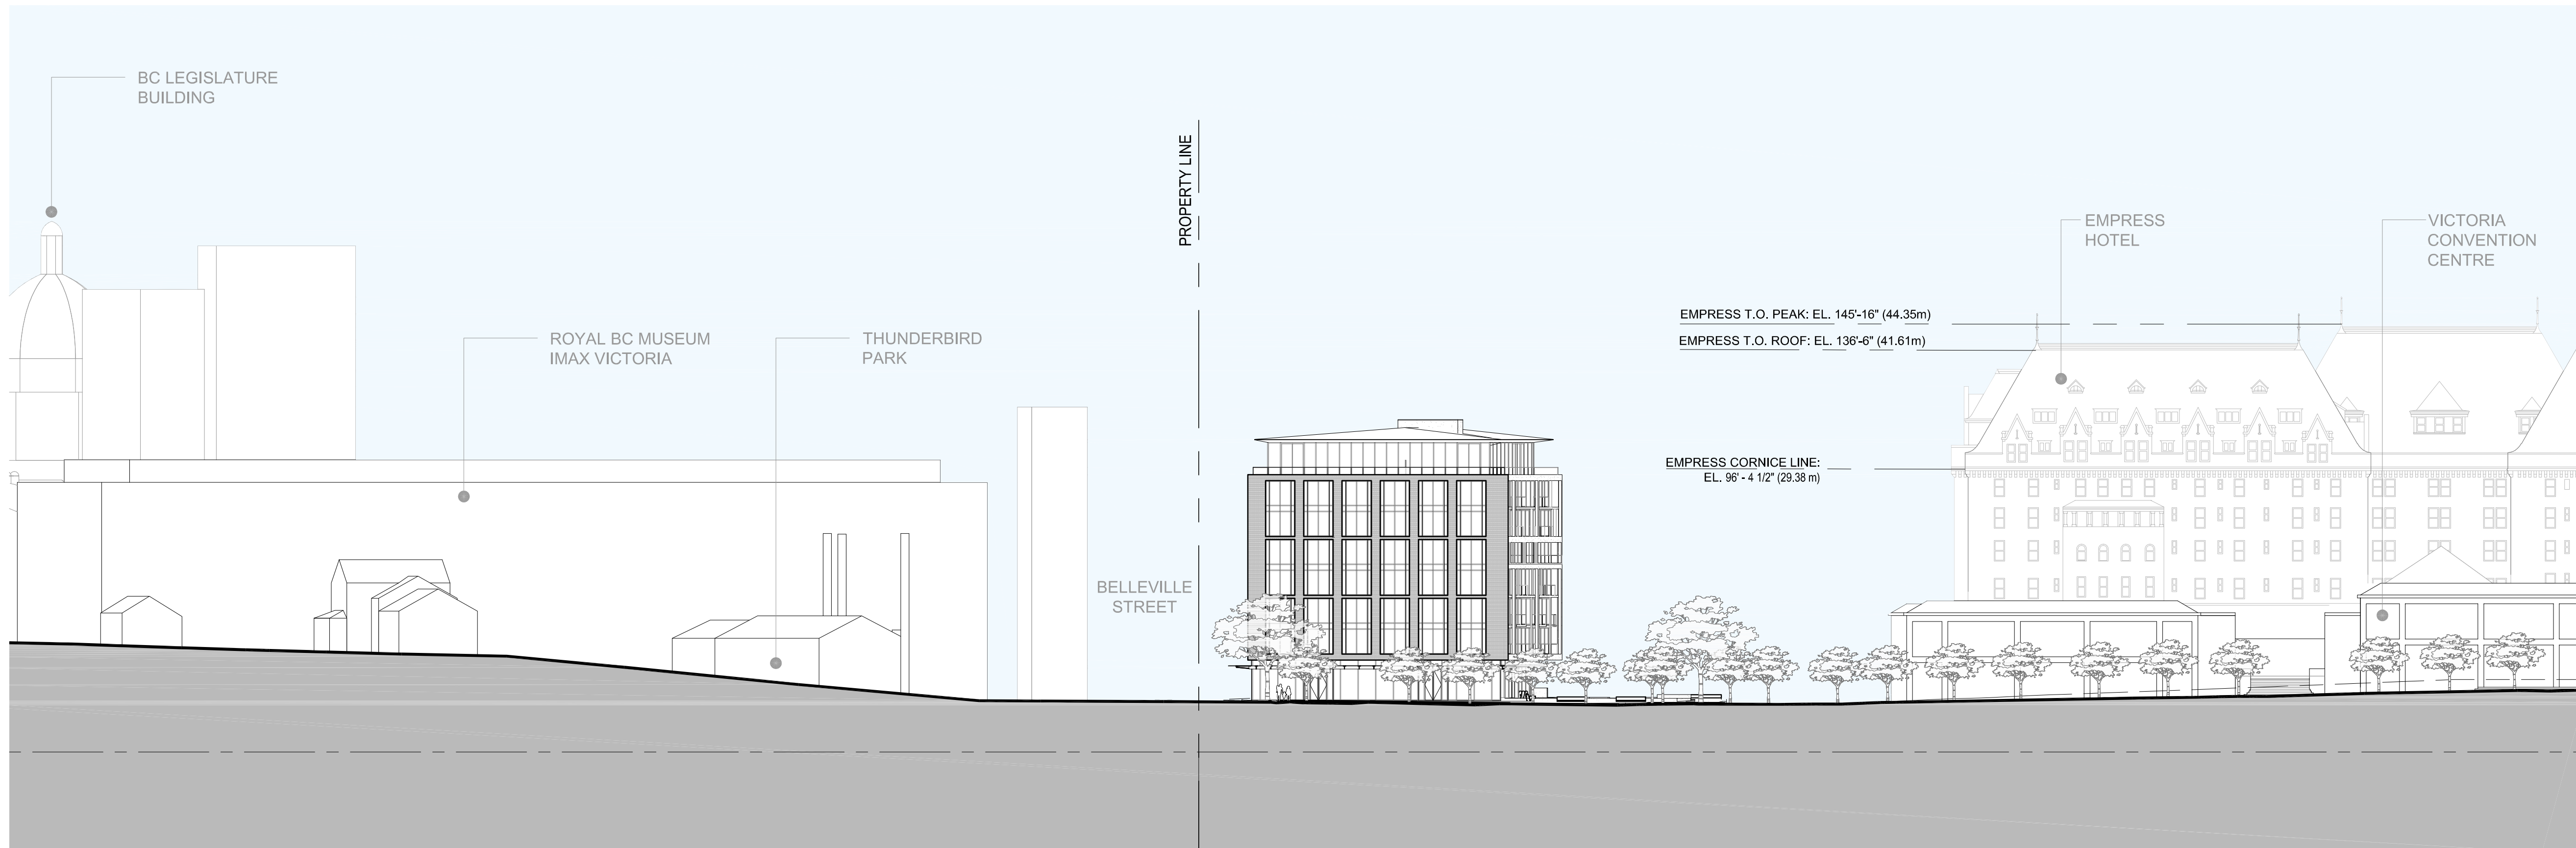 BC LEGISLATURE
BUILDING
PROPERTY LINE
EMPRESS
HOTEL
VICTORIA
CONVENTION
CENTRE
EMPRESS T.O. PEAK: EL. 145'-16" (44.35m)
EMPRESS T.O. ROOF: EL. 136'-6" (41.61m)
ROYAL BC MUSEUM
IMAX VICTORIA
THUNDERBIRD
PARK
EMPRESS CORNICE LINE:
EL. 96' - 4 1/2" (29.38 m)
BELLEVILLE
STREET